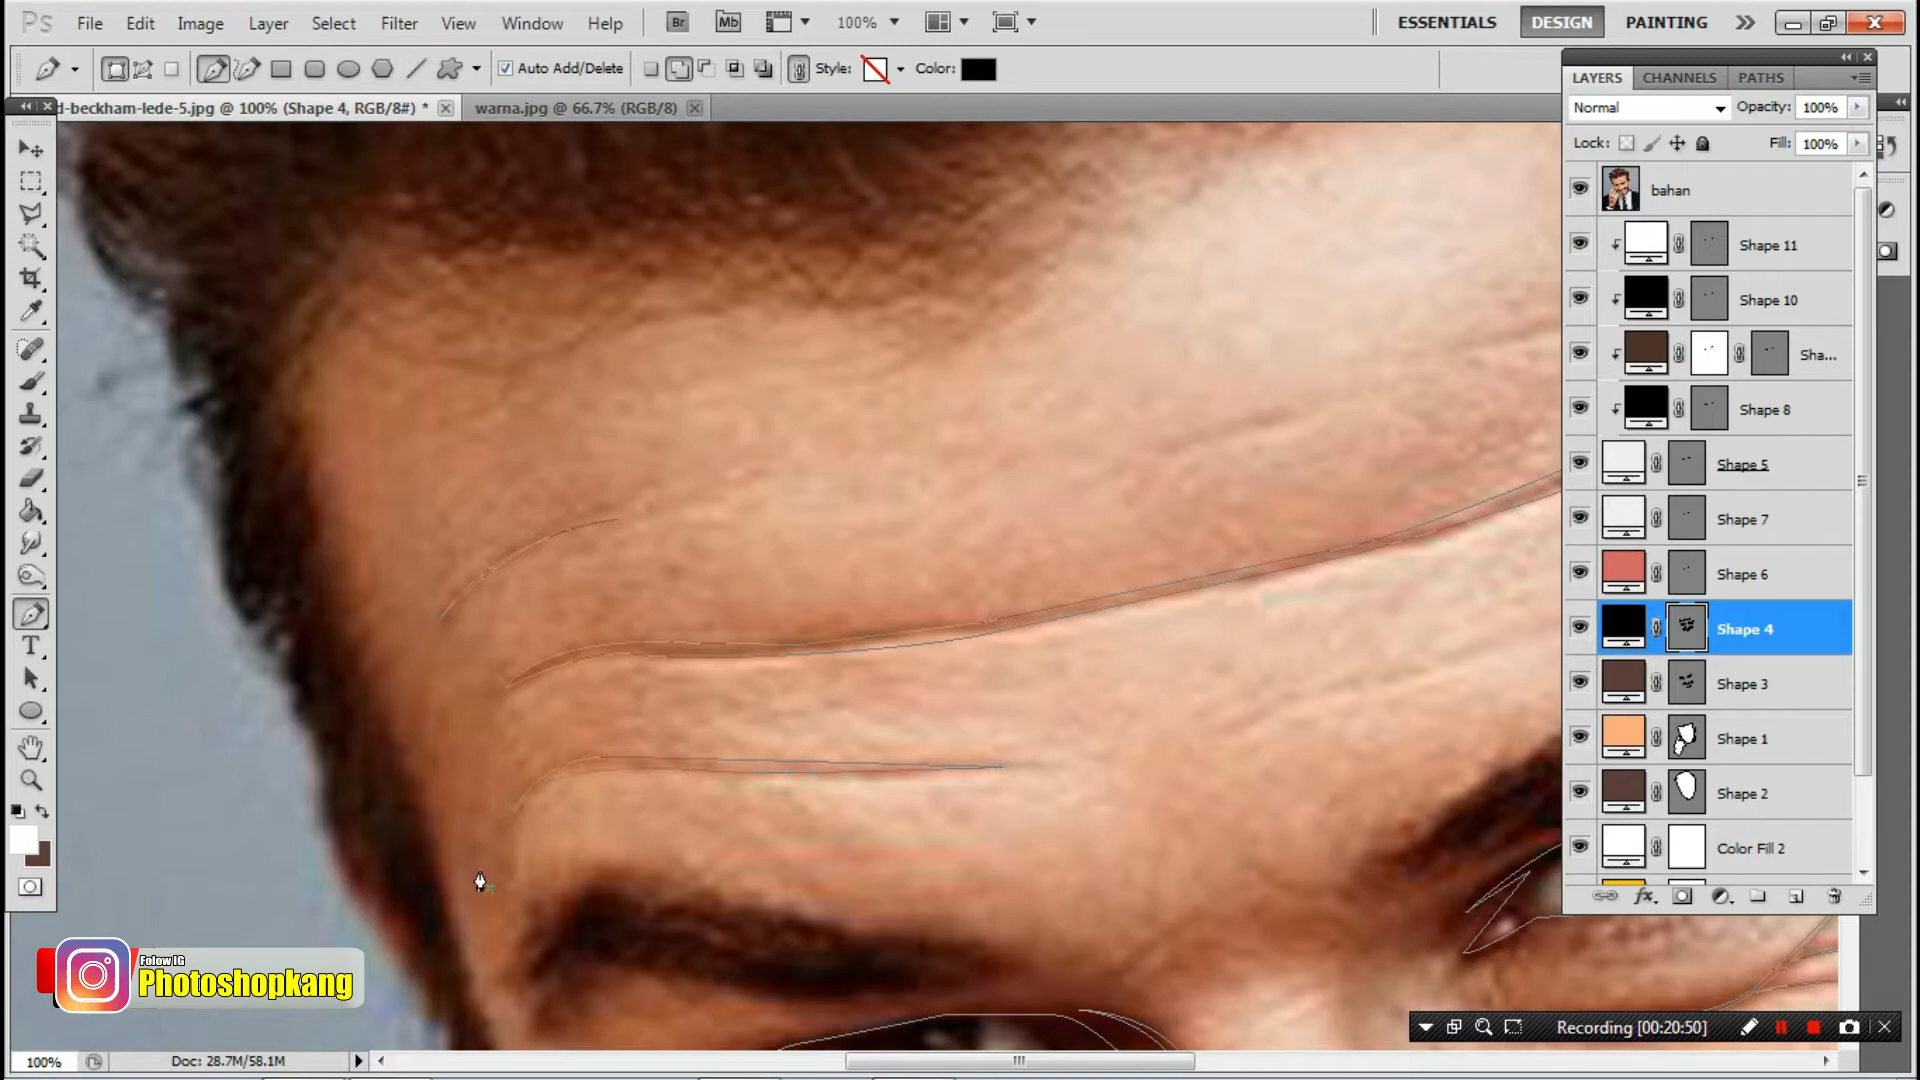 Ps File Edit Image Layer Select Filter View Window Help Br Mb 100% ESSENTIALS DESIGN PAINTING
Auto Add/Delete Style: Color:
d-beckham-lede-5.jpg @ 100% (Shape 4, RGB/8#) * warna.jpg @ 66.7% (RGB/8)
LAYERS CHANNELS PATHS
Normal Opacity: 100%
Lock: Fill: 100%
bahan
Shape 11
Shape 10
Sha...
Shape 8
Shape 5
Shape 7
Shape 6
Shape 4
Shape 3
Shape 1
Shape 2
Color Fill 2
fx
T
Folow IG
Photoshopkang
Recording [00:20:50]
100% Doc: 28.7M/58.1M